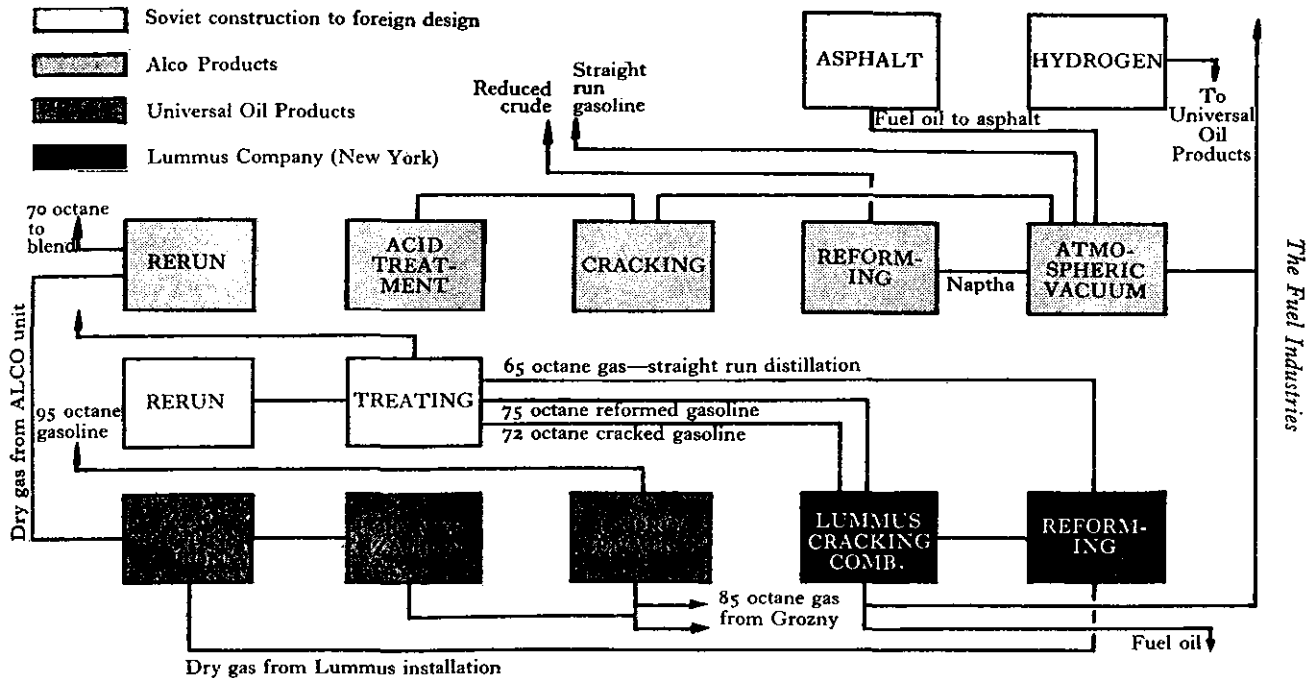 Soviet construction to foreign design
Alco Products
Universal Oil Products
Lummus Company (New York)
ASPHALT
HYDROGEN
Straight
run
gasoline
Reduced
crude
Fuel oil to asphalt
To
Universal
Oil
Products
70 octane
to
blend
RERUN
ACID
TREAT-
MENT
CRACKING
REFORM-
ING
Naptha
ATMO-
SPHERIC
VACUUM
The Fuel Industries
Dry gas from ALCO unit
95 octane
gasoline
RERUN
TREATING
65 octane gas—straight run distillation
75 octane reformed gasoline
72 octane cracked gasoline
LUMMUS
CRACKING
COMB.
REFORM-
ING
85 octane gas
from Grozny
Fuel oil
Dry gas from Lummus installation